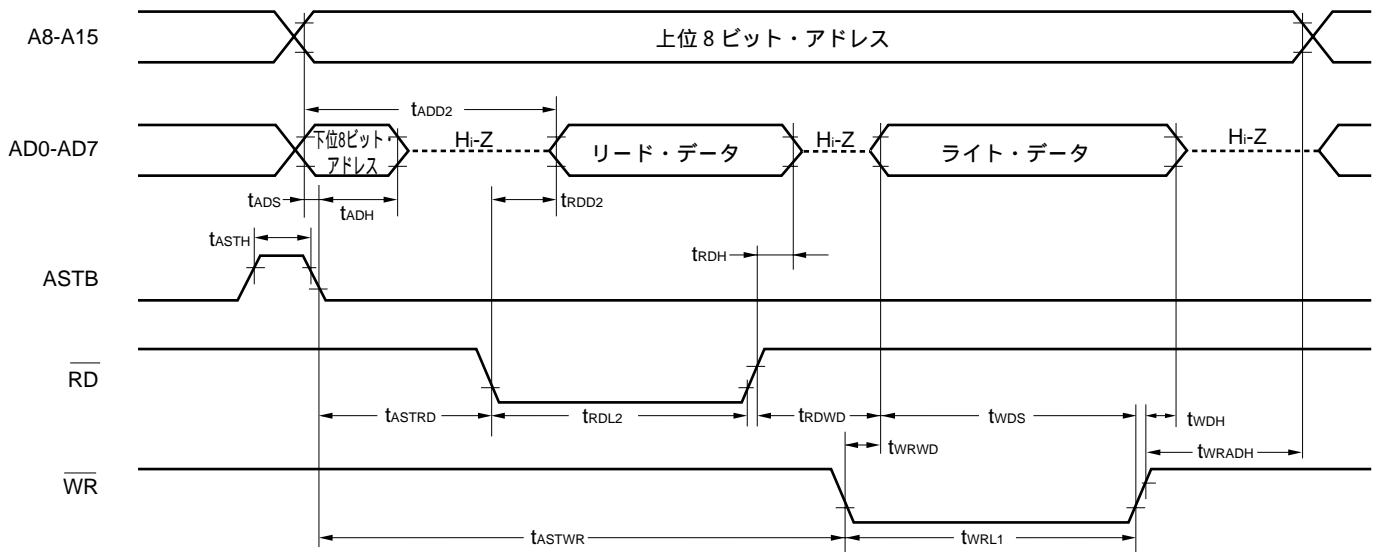 A8-A15
上位8ビット・アドレス
tADD2
AD0-AD7
下位8ビット・
アドレス
Hi-Z
リード・データ
Hi-Z
ライト・データ
Hi-Z
tADS
tADH
tRDD2
tASTH
tRDH
ASTB
RD
tASTRD
tRDL2
tRDWD
tWDS
tWDH
tWRWD
tWRADH
WR
tASTWR
tWRL1